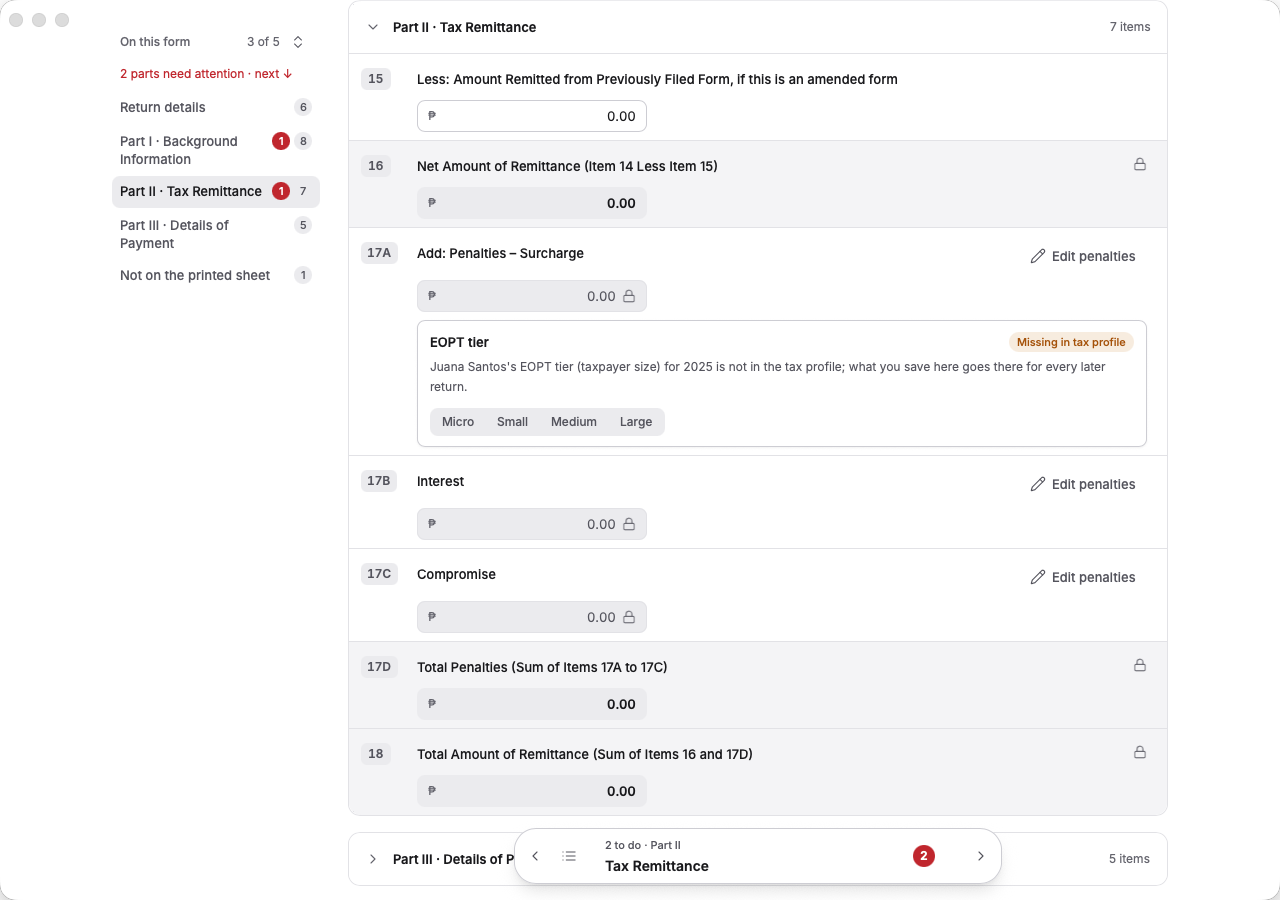 On this form 3 of 5
2 parts need attention · next ↓
Return details 6
Part I · Background Information 1 8
Part II · Tax Remittance 1 7
Part III · Details of Payment 5
Not on the printed sheet 1
Part II · Tax Remittance 7 items
15 Less: Amount Remitted from Previously Filed Form, if this is an amended form
₱ 0.00
16 Net Amount of Remittance (Item 14 Less Item 15)
₱ 0.00
17A Add: Penalties – Surcharge Edit penalties
₱ 0.00
EOPT tier Missing in tax profile
Juana Santos's EOPT tier (taxpayer size) for 2025 is not in the tax profile; what you save here goes there for every later
return.
Micro Small Medium Large
17B Interest Edit penalties
₱ 0.00
17C Compromise Edit penalties
₱ 0.00
17D Total Penalties (Sum of Items 17A to 17C)
₱ 0.00
18 Total Amount of Remittance (Sum of Items 16 and 17D)
₱ 0.00
Part III · Details of P 5 items
2 to do · Part II
Tax Remittance 2